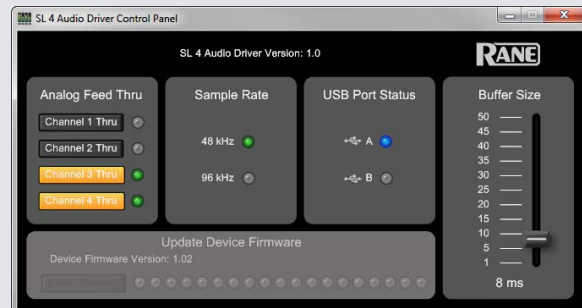 SL 4 Audio Driver Control Panel
SL 4 Audio Driver Version: 1.0
RANE
Analog Feed Thru
Channel 1 Thru
Channel 2 Thru
Channel 3 Thru
Channel 4 Thru
Sample Rate
48 kHz
96 kHz
USB Port Status
A
B
Buffer Size
50
45
40
35
30
25
20
15
10
5
1
8 ms
Update Device Firmware
Device Firmware Version: 1.02